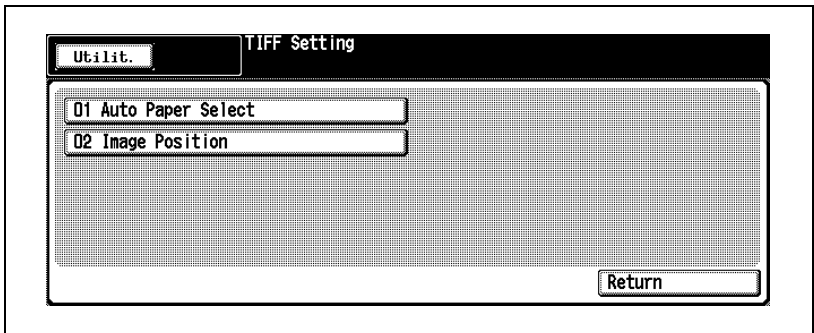 Utilit.
TIFF Setting
01 Auto Paper Select
02 Image Position
Return